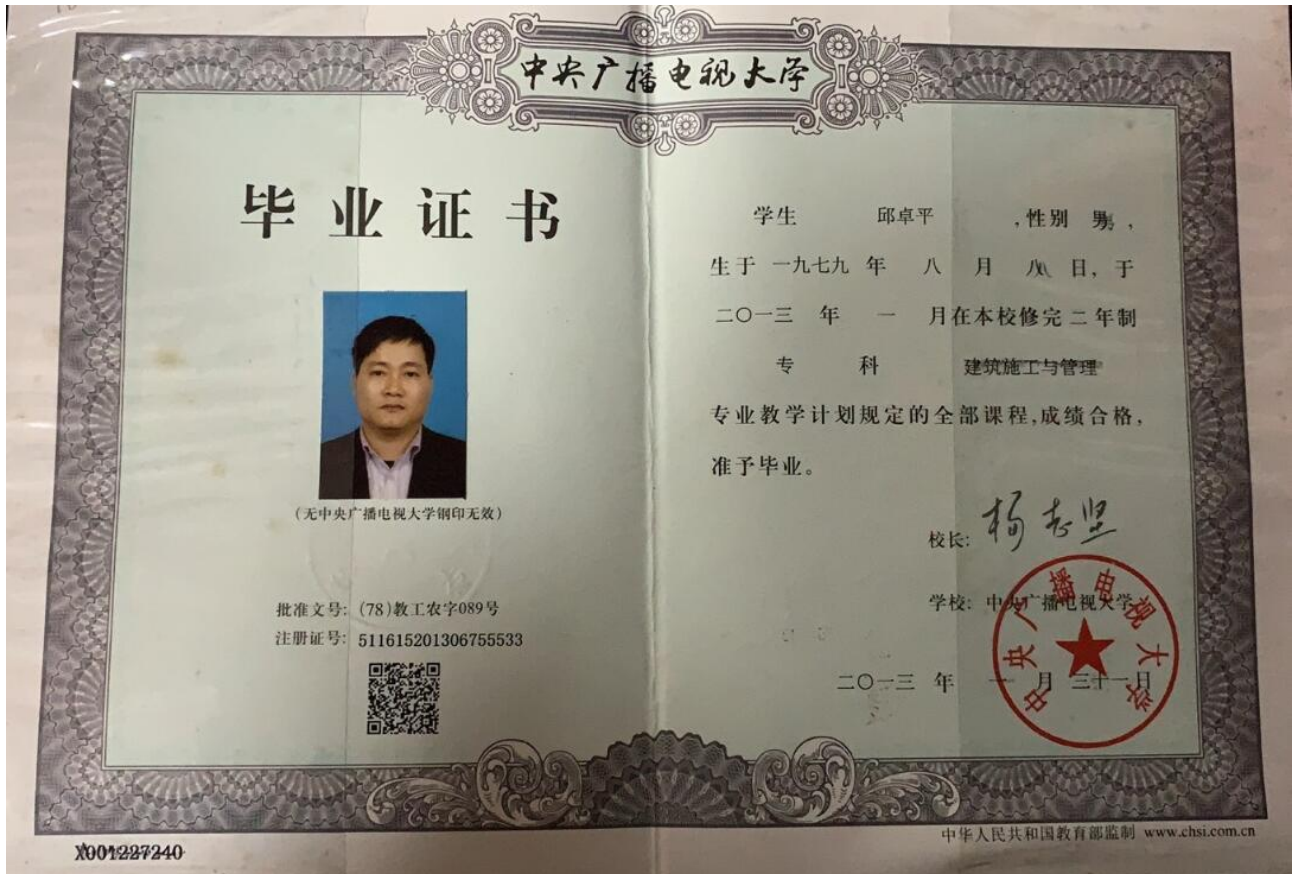 中央广播电视大学
毕业证书
(无中央广播电视大学钢印无效)
批准文号: (78)教工农字089号
注册证号: 511615201306755533
学生 邱卓平 ,性别 男,
生于 一九七九 年 八 月 八 日, 于
二〇一三 年 一 月在本校修完 二 年制
专 科 建筑施工与管理
专业教学计划规定的全部课程,成绩合格,
准予毕业。
校长: 杨志坚
学校: 中央广播电视大学
二〇一三 年 一 月 三十一日
中央广播电视大学
中华人民共和国教育部监制 www.chsi.com.cn
X001227240